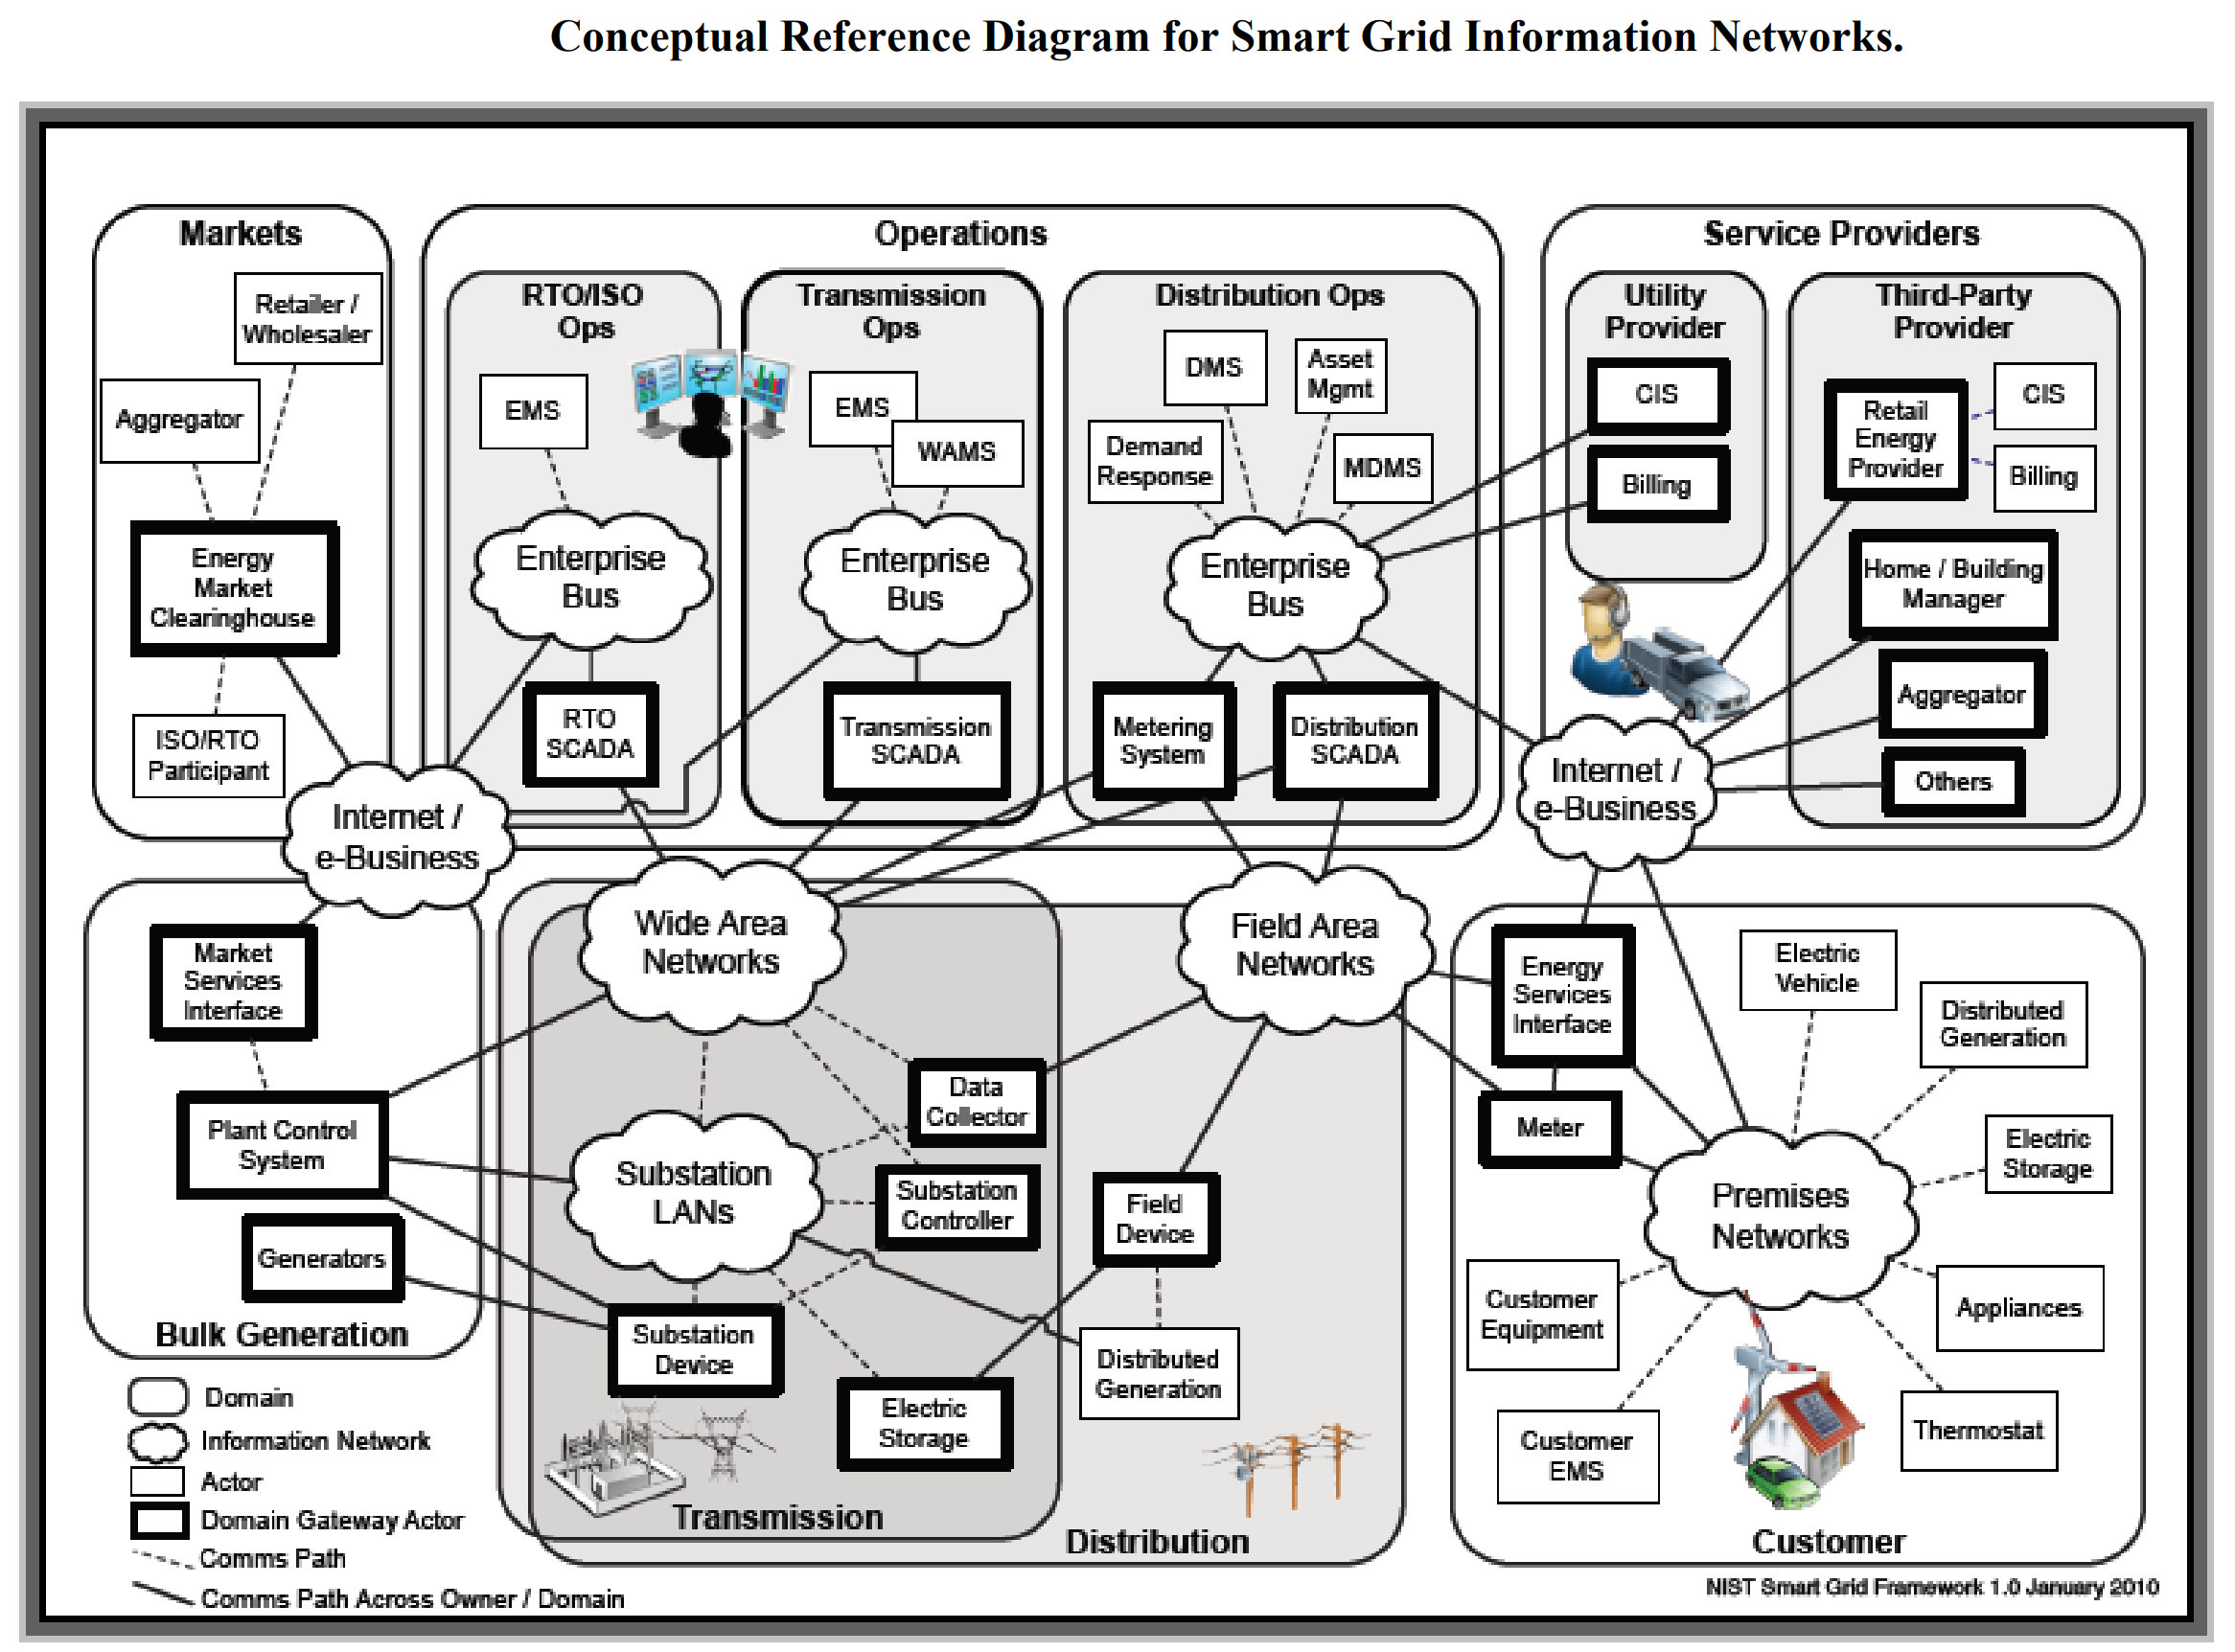 Conceptual Reference Diagram for Smart Grid Information Networks.
Markets
Retailer /
Wholesaler
Aggregator
Energy
Market
Clearinghouse
ISO/RTO
Participant
Operations
RTO/ISO
Ops
EMS
Enterprise
Bus
RTO
SCADA
Transmission
Ops
EMS
WAMS
Enterprise
Bus
Transmission
SCADA
Distribution Ops
DMS
Asset
Mgmt
Demand
Response
MDMS
Enterprise
Bus
Metering
System
Distribution
SCADA
Service Providers
Utility
Provider
CIS
Billing
Third-Party
Provider
Retail
Energy
Provider
CIS
Billing
Home / Building
Manager
Aggregator
Others
Internet /
e-Business
Internet /
e-Business
Market
Services
Interface
Plant Control
System
Generators
Bulk Generation
Wide Area
Networks
Data
Collector
Substation
LANs
Substation
Controller
Substation
Device
Electric
Storage
Transmission
Field Area
Networks
Field
Device
Distributed
Generation
Distribution
Energy
Services
Interface
Meter
Electric
Vehicle
Distributed
Generation
Electric
Storage
Premises
Networks
Customer
Equipment
Appliances
Customer
EMS
Thermostat
Customer
Domain
Information Network
Actor
Domain Gateway Actor
Comms Path
Comms Path Across Owner / Domain
NIST Smart Grid Framework 1.0 January 2010